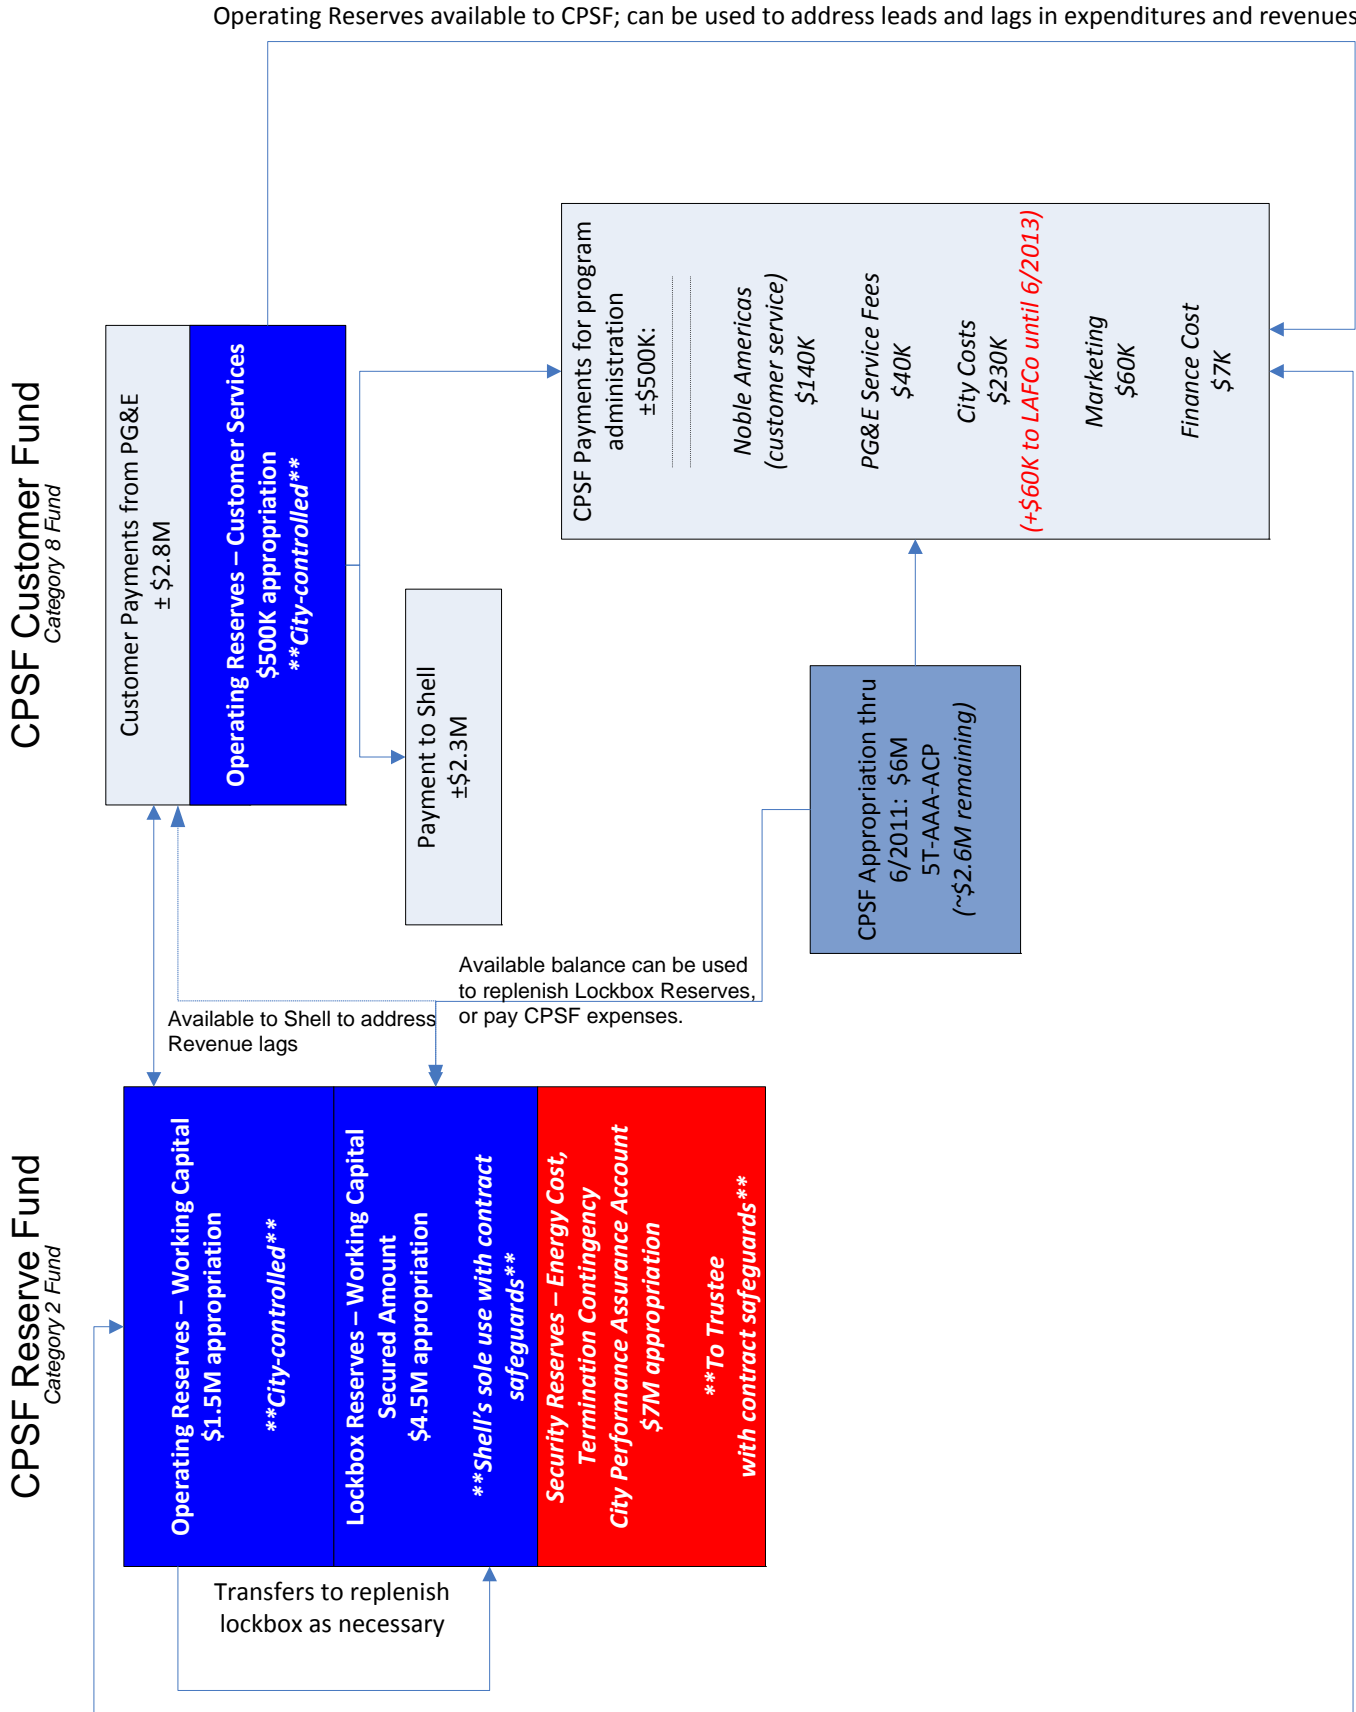 Operating Reserves available to CPSF; can be used to address leads and lags in expenditures and revenues
CPSF Customer Fund
Category 8 Fund
Customer Payments from PG&E
± $2.8M
Operating Reserves – Customer Services
$500K appropriation
**City-controlled**
Payment to Shell
±$2.3M
CPSF Payments for program
administration
±$500K:
Noble Americas
(customer service)
$140K
PG&E Service Fees
$40K
City Costs
$230K
(+$60K to LAFCo until 6/2013)
Marketing
$60K
Finance Cost
$7K
CPSF Appropriation thru
6/2011:  $6M
5T-AAA-ACP
(~$2.6M remaining)
Available balance can be used
to replenish Lockbox Reserves,
or pay CPSF expenses.
Available to Shell to address
Revenue lags
CPSF Reserve Fund
Category 2 Fund
Operating Reserves – Working Capital
$1.5M appropriation
**City-controlled**
Lockbox Reserves – Working Capital
Secured Amount
$4.5M appropriation
**Shell's sole use with contract
safeguards**
Security Reserves – Energy Cost,
Termination Contingency
City Performance Assurance Account
$7M appropriation
**To Trustee
with contract safeguards**
Transfers to replenish
lockbox as necessary